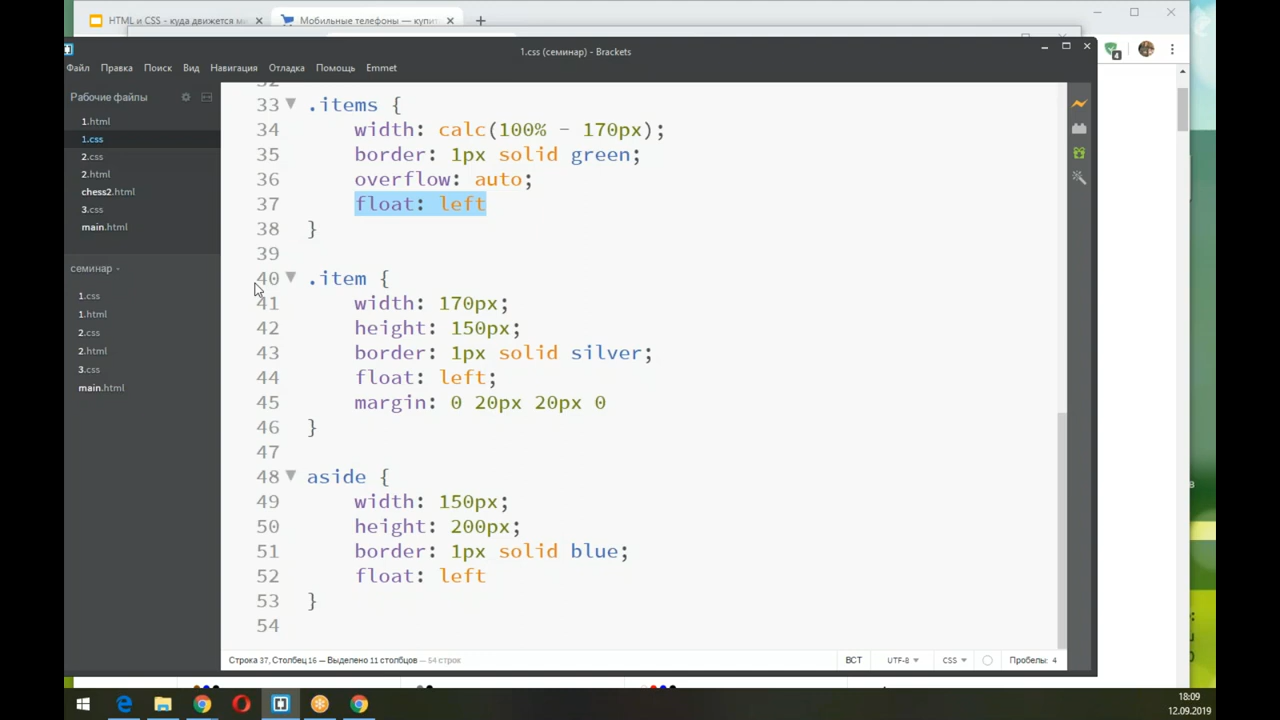 HTML и CSS - куда движется м
Мобильные телефоны — купит
4
1.css (семинар) - Brackets
Файл Правка Поиск Вид Навигация Отладка Помощь Emmet
Рабочие файлы
1.html
1.css
2.css
2.html
chess2.html
3.css
main.html
семинар
1.css
1.html
2.css
2.html
3.css
main.html
32
33 .items {
34 width: calc(100% - 170px);
35 border: 1px solid green;
36 overflow: auto;
37 float: left
38 }
39
40 .item {
41 width: 170px;
42 height: 150px;
43 border: 1px solid silver;
44 float: left;
45 margin: 0 20px 20px 0
46 }
47
48 aside {
49 width: 150px;
50 height: 200px;
51 border: 1px solid blue;
52 float: left
53 }
54
Строка 37, Столбец 16 — Выделено 11 столбцов — 54 строк
ВСТ UTF-8 CSS Пробелы: 4
18:09
12.09.2019